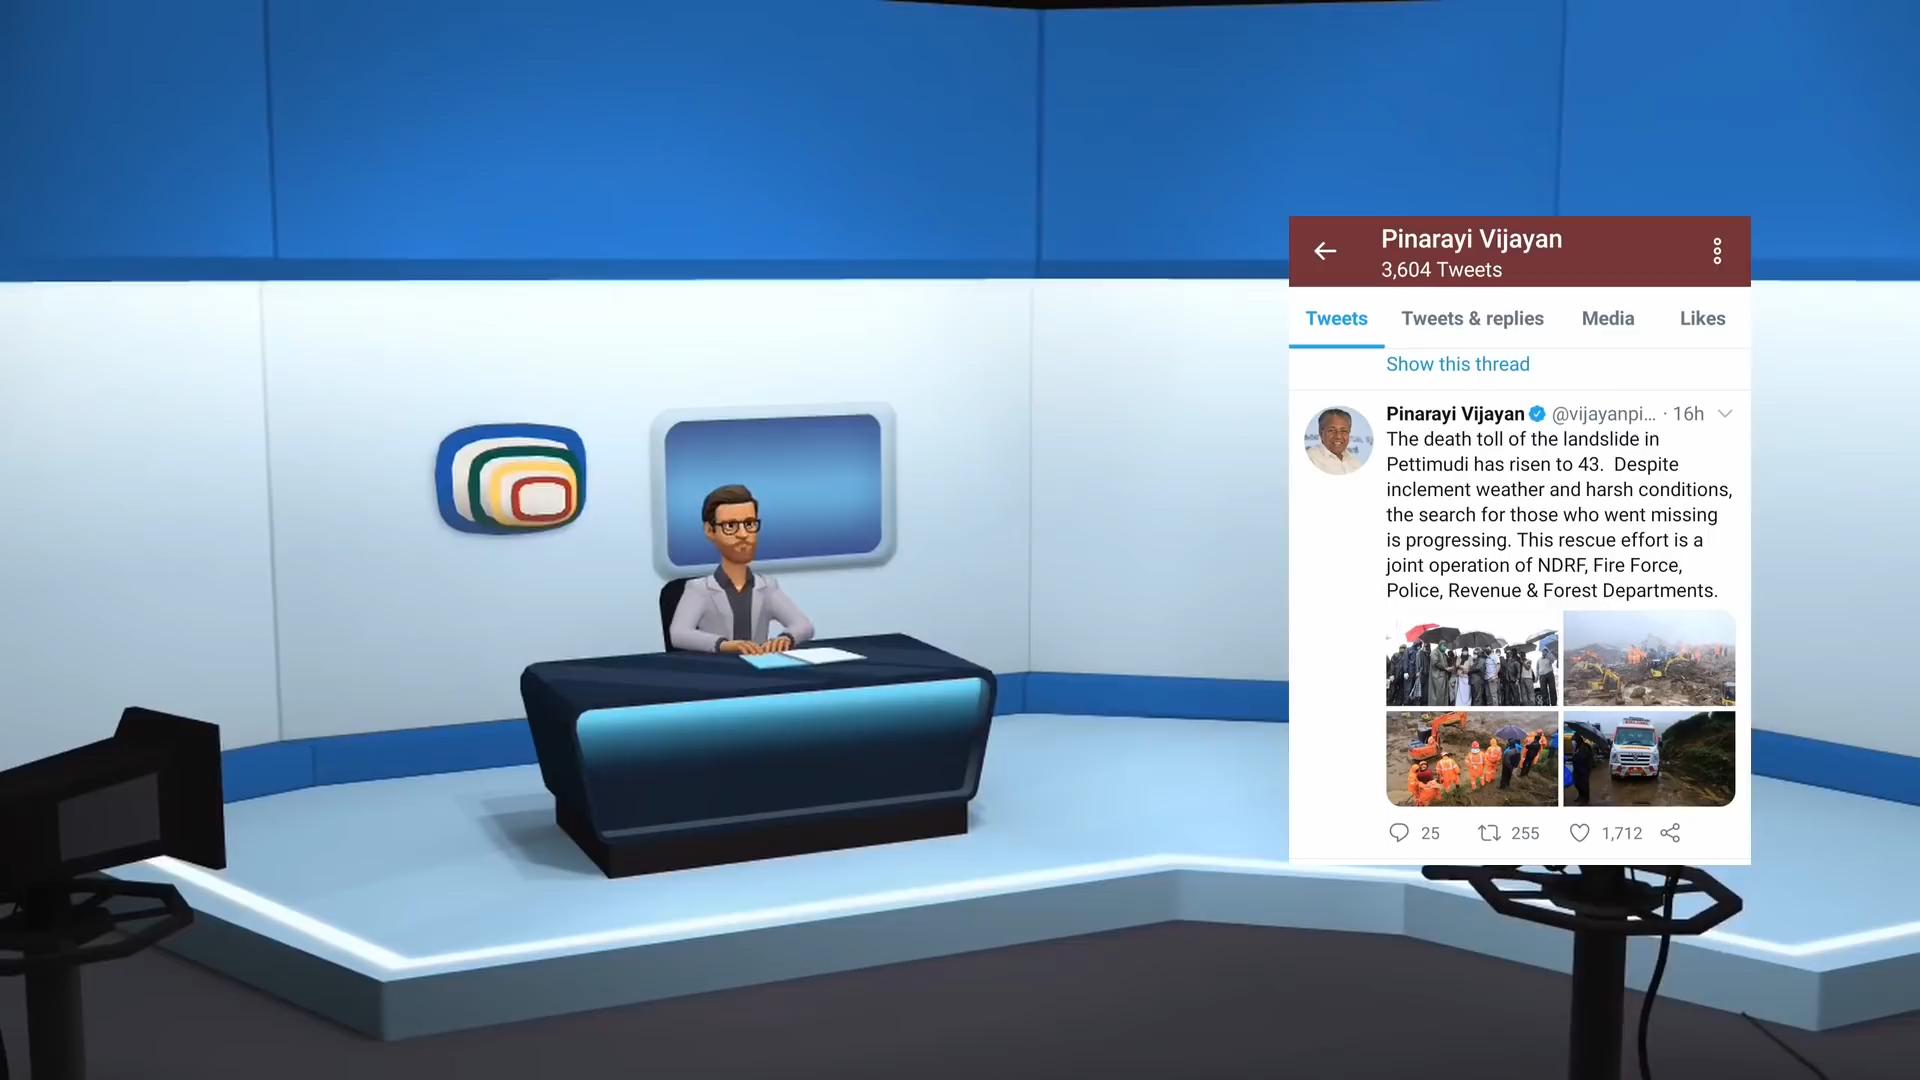 Pinarayi Vijayan
3,604 Tweets
Tweets Tweets & replies Media Likes
Show this thread
Pinarayi Vijayan @vijayanpi... · 16h
The death toll of the landslide in
Pettimudi has risen to 43. Despite
inclement weather and harsh conditions,
the search for those who went missing
is progressing. This rescue effort is a
joint operation of NDRF, Fire Force,
Police, Revenue & Forest Departments.
25 255 1,712